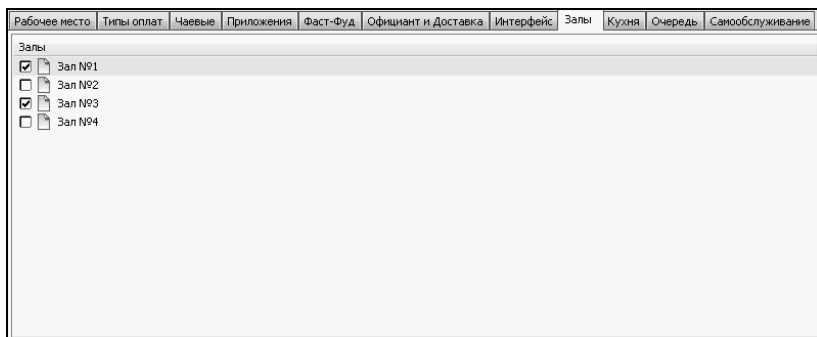 Рабочее место Типы оплат Чаевые Приложения Фаст-Фуд Официант и Доставка Интерфейс Залы Кухня Очередь Самообслуживание
Залы
Зал №1
Зал №2
Зал №3
Зал №4